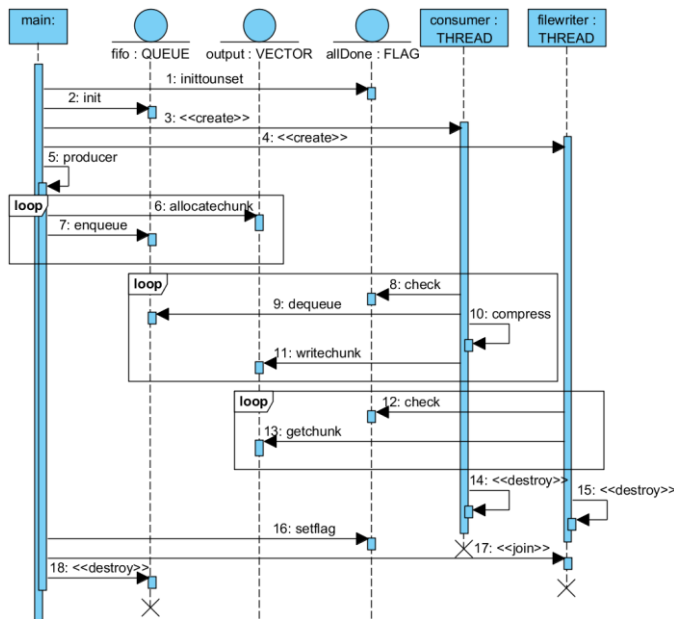 main:
fifo : QUEUE
output : VECTOR
allDone : FLAG
consumer :
THREAD
filewriter :
THREAD
1: inittounset
2: init
3: <<create>>
4: <<create>>
5: producer
loop
6: allocatechunk
7: enqueue
loop
8: check
9: dequeue
10: compress
11: writechunk
loop
12: check
13: getchunk
14: <<destroy>>
15: <<destroy>>
16: setflag
17: <<join>>
18: <<destroy>>